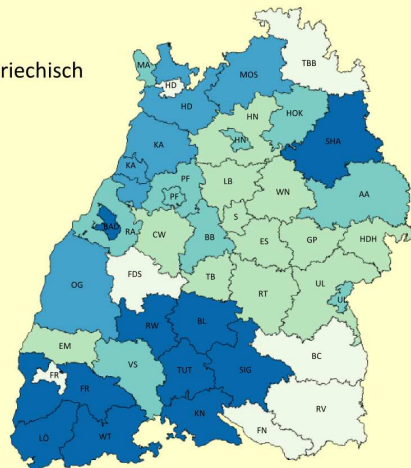 riechisch
TBB
MA
MOS
HD
HD
HN
HOK
SHA
KA
HN
KA
PF
LB
WN
AA
PF
S
BAD
RA
CW
BB
ES
GP
HDH
FDS
TB
OG
RT
UL
UL
RW
BL
EM
BC
VS
FR
FR
TUT
SIG
RV
KN
FN
LÖ
WT